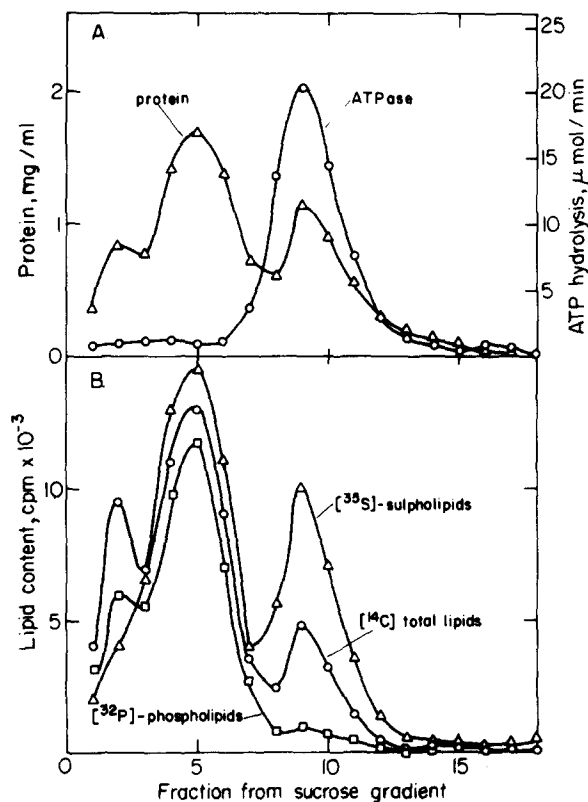 A.
protein
ATPase
Protein, mg/ml
2
1
0
ATP hydrolysis, μmol/min
25
20
15
10
5
B.
Lipid content, cpm x 10⁻³
10
5
[³⁵S]-sulpholipids
[¹⁴C] total lipids
[³²P]-phospholipids
0 5 10 15
Fraction from sucrose gradient